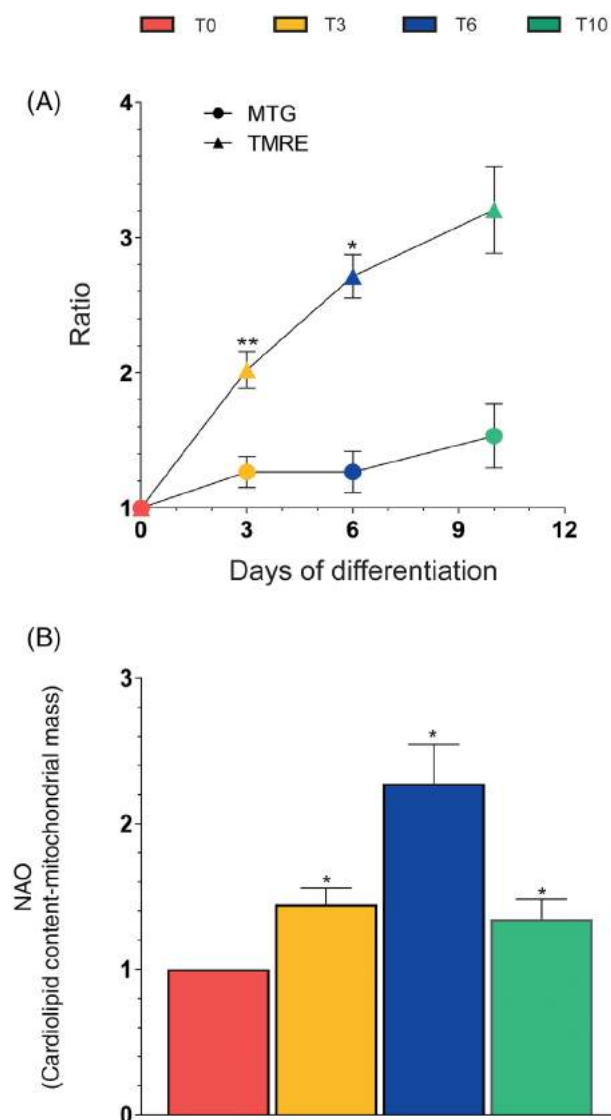 T0 T3 T6 T10
(A)
4
MTG
TMRE
3
*
**
Ratio
2
1
0 3 6 9 12
Days of differentiation
(B)
3
*
NAO
(Cardiolipid content-mitochondrial mass)
2
*
*
1
0